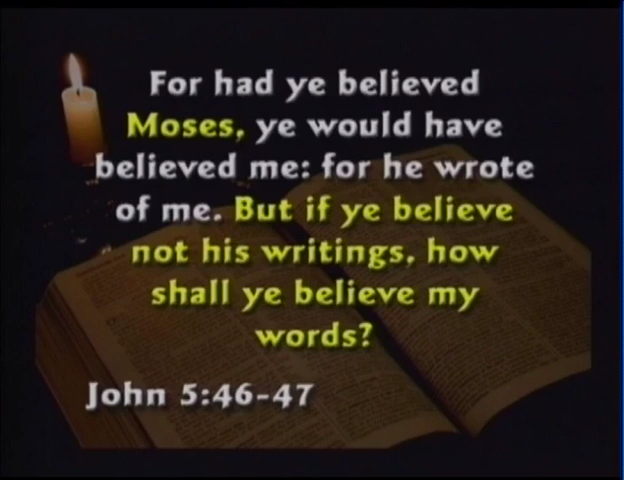 For had ye believed
Moses, ye would have
believed me: for he wrote
of me. But if ye believe
not his writings, how
shall ye believe my
words?
John 5:46-47